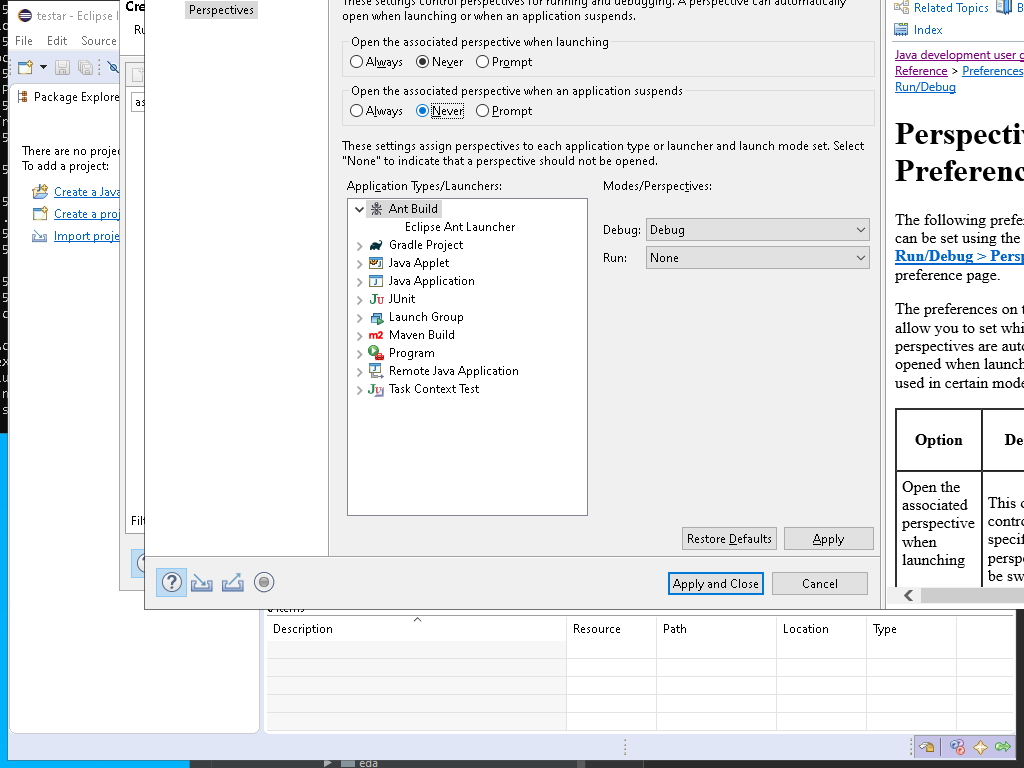 testar - Eclipse I
File Edit Source
Package Explore
There are no projec
To add a project:
Create a Java
Create a proj
Import proje
Cre
Ru
as
Filt
Perspectives
These settings control perspectives for running and debugging. A perspective can automatically
open when launching or when an application suspends.
Open the associated perspective when launching
Always Never Prompt
Open the associated perspective when an application suspends
Always Never Prompt
These settings assign perspectives to each application type or launcher and launch mode set. Select
"None" to indicate that a perspective should not be opened.
Application Types/Launchers:
Ant Build
Eclipse Ant Launcher
Gradle Project
Java Applet
Java Application
JUnit
Launch Group
Maven Build
Program
Remote Java Application
Task Context Test
Modes/Perspectives:
Debug: Debug
Run: None
Restore Defaults Apply
Apply and Close Cancel
Related Topics B
Index
Java development user g
Reference > Preferences
Run/Debug
Perspectiv
Preferenc
The following prefer
can be set using the
Run/Debug > Persp
preference page.
The preferences on t
allow you to set whi
perspectives are auto
opened when launch
used in certain mode
Option De
Open the
associated
perspective
when
launching
This o
contro
specif
perspe
be sw
0 items
Description Resource Path Location Type
eda